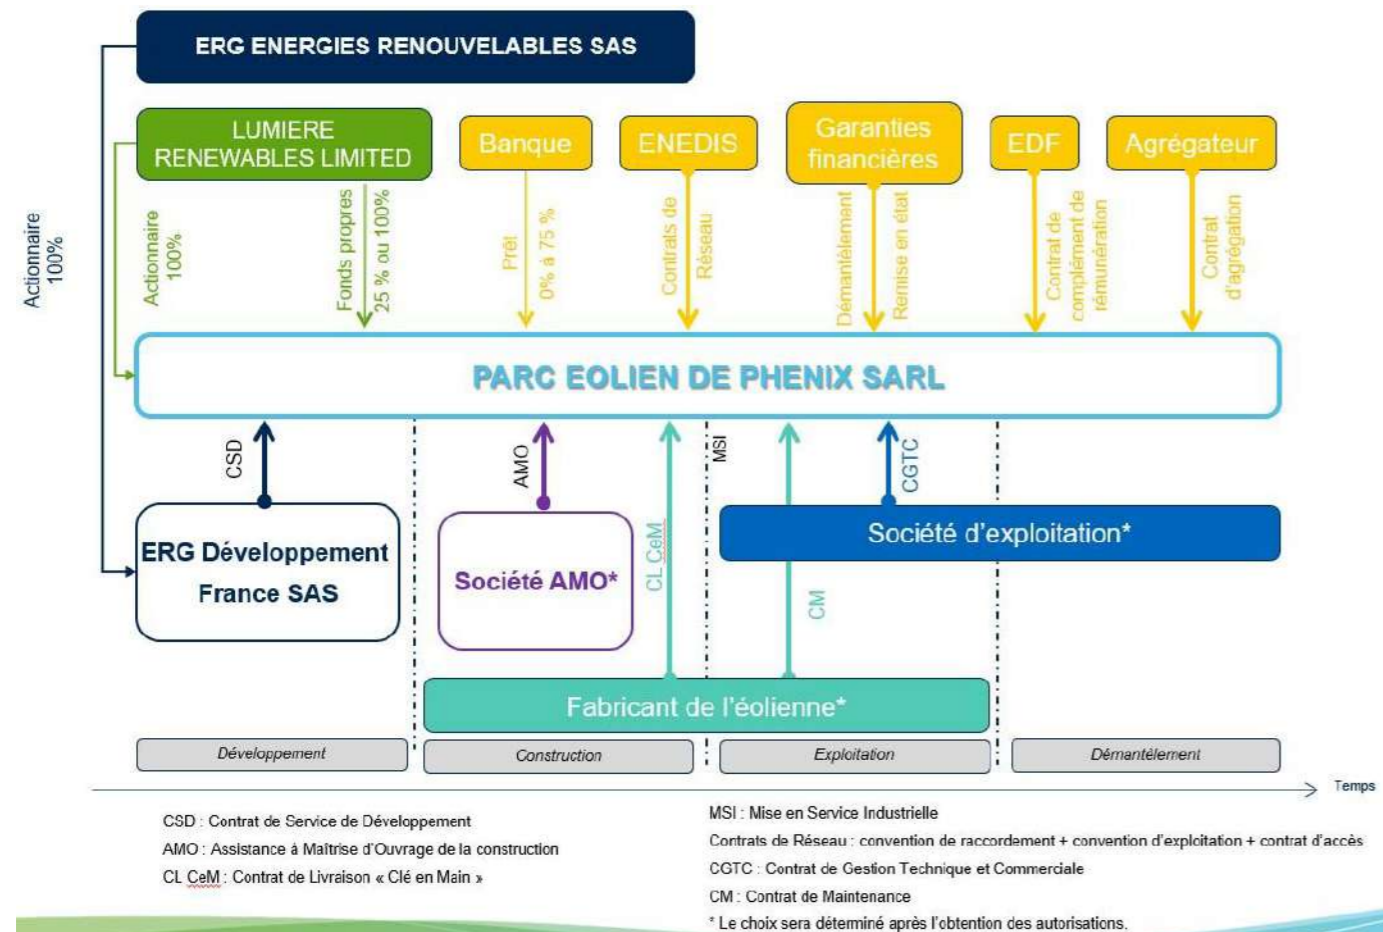 ERG ENERGIES RENOUVELABLES SAS
LUMIERE
RENEWABLES LIMITED
Banque
ENEDIS
Garanties
financières
EDF
Agrégateur
Actionnaire
100%
Actionnaire
100%
Fonds propres
25 % ou 100%
Prêt
0% à 75 %
Contrats de
Réseau
Démantèlement
Remise en état
Contrat de
complément de
rémunération
Contrat
d'agrégation
PARC EOLIEN DE PHENIX SARL
CSD
AMO
CL CeM
MSI
CM
CGTC
ERG Développement
France SAS
Société AMO*
Société d'exploitation*
Fabricant de l'éolienne*
Développement
Construction
Exploitation
Démantèlement
Temps
CSD : Contrat de Service de Développement
AMO : Assistance à Maîtrise d'Ouvrage de la construction
CL CeM : Contrat de Livraison « Clé en Main »
MSI : Mise en Service Industrielle
Contrats de Réseau : convention de raccordement + convention d'exploitation + contrat d'accès
CGTC : Contrat de Gestion Technique et Commerciale
CM : Contrat de Maintenance
* Le choix sera déterminé après l'obtention des autorisations.